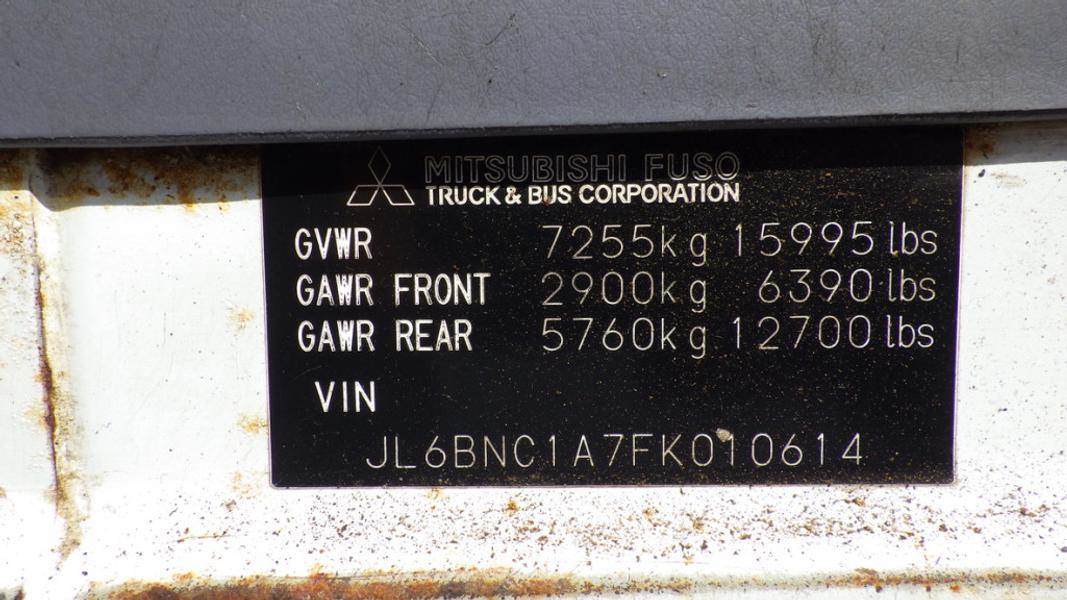 MITSUBISHI FUSO
TRUCK & BUS CORPORATION
GVWR 7255kg 15995 lbs
GAWR FRONT 2900kg 6390 lbs
GAWR REAR 5760kg 12700 lbs
VIN
JL6BNC1A7FK010614